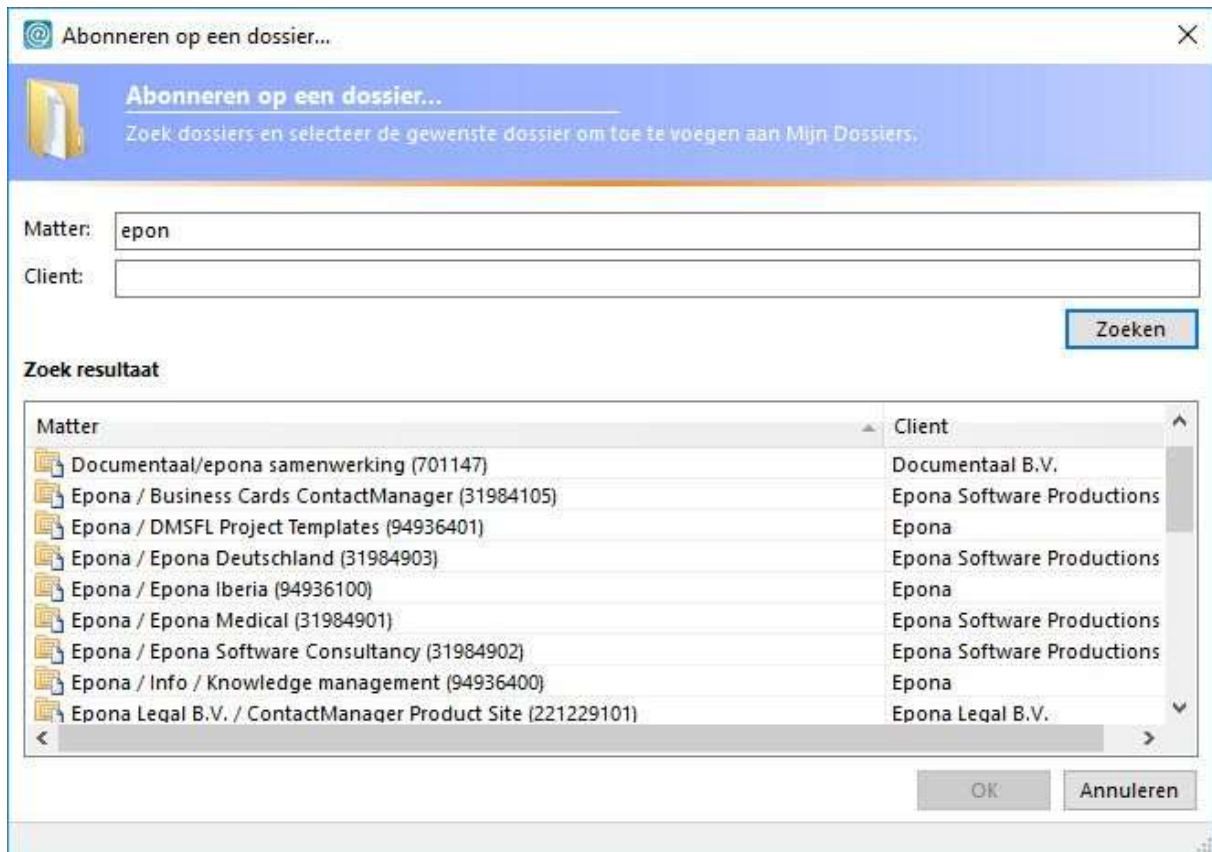 Abonneren op een dossier...
Abonneren op een dossier...
Zoek dossiers en selecteer de gewenste dossier om toe te voegen aan Mijn Dossiers.
Matter: epon
Client:
Zoeken
Zoek resultaat
Matter Client
Documentaal/epona samenwerking (701147) Documentaal B.V.
Epona / Business Cards ContactManager (31984105) Epona Software Productions
Epona / DMSFL Project Templates (94936401) Epona
Epona / Epona Deutschland (31984903) Epona Software Productions
Epona / Epona Iberia (94936100) Epona
Epona / Epona Medical (31984901) Epona Software Productions
Epona / Epona Software Consultancy (31984902) Epona Software Productions
Epona / Info / Knowledge management (94936400) Epona
Epona Legal B.V. / ContactManager Product Site (221229101) Epona Legal B.V.
OK Annuleren